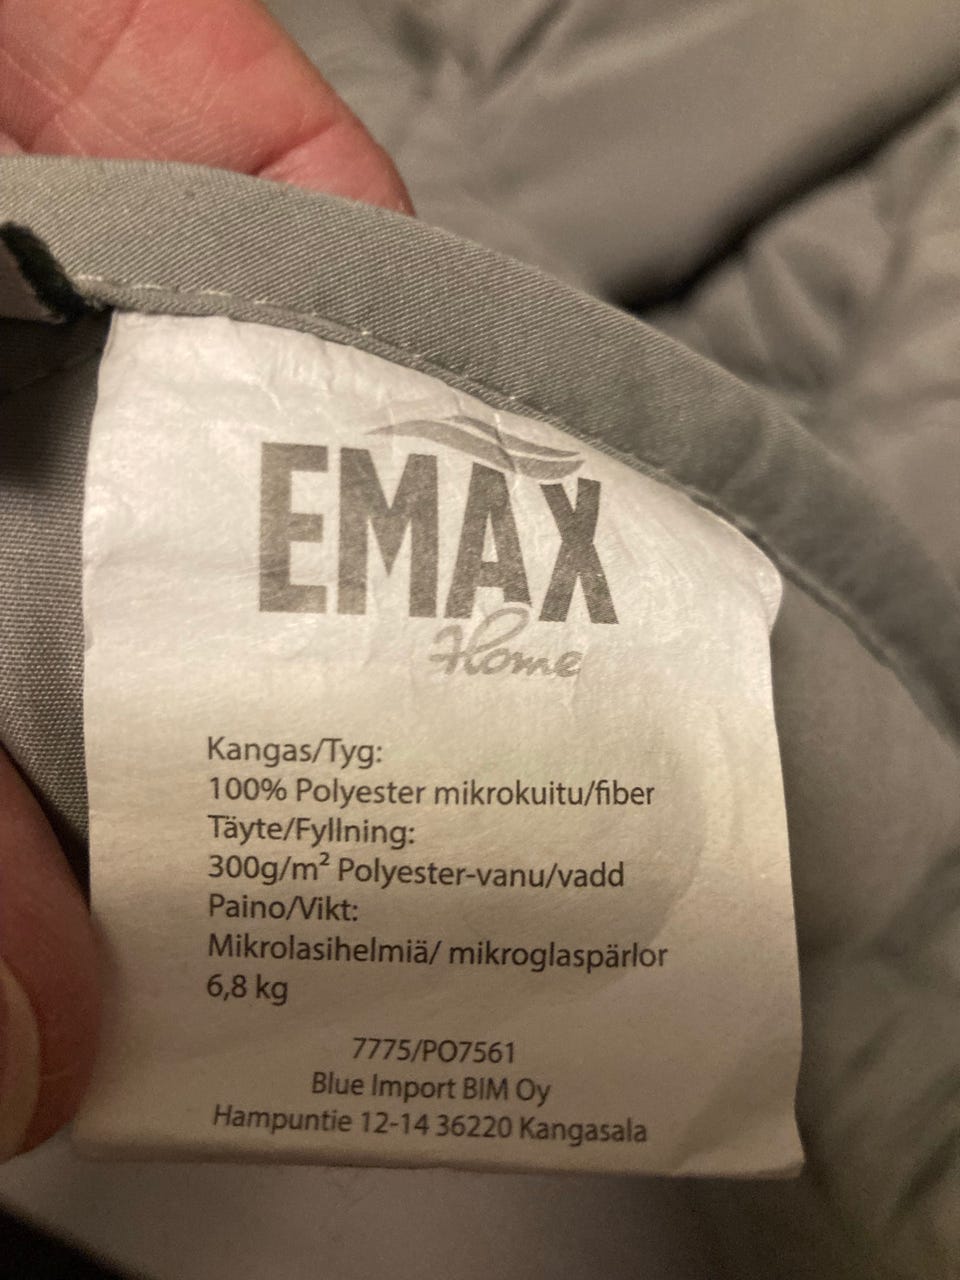 EMAX
Home
Kangas/Tyg:
100% Polyester mikrokuitu/fiber
Täyte/Fyllning:
300g/m² Polyester-vanu/vadd
Paino/Vikt:
Mikrolasihelmiä/ mikroglaspärlor
6,8 kg
7775/PO7561
Blue Import BIM Oy
Hampuntie 12-14 36220 Kangasala